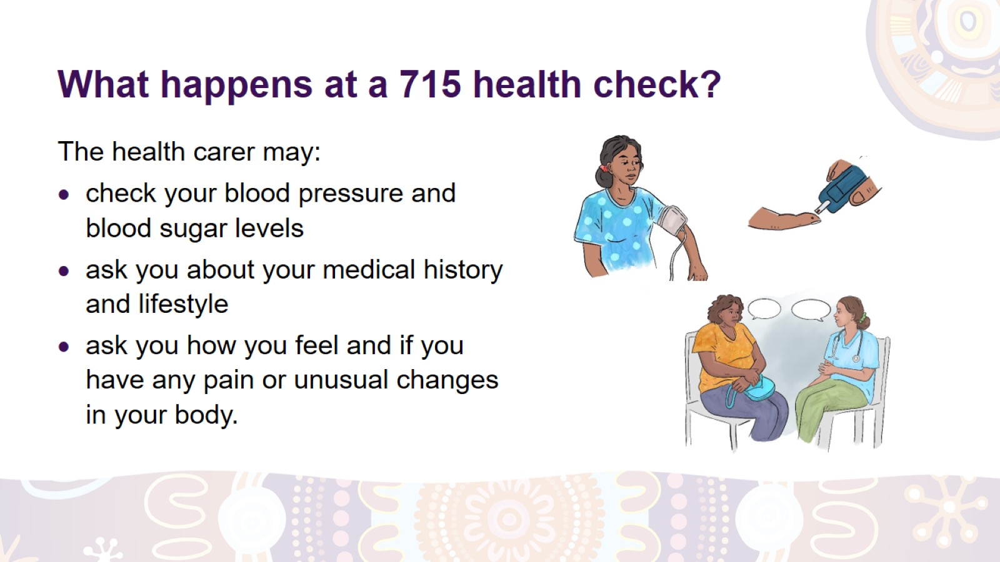 What happens at a 715 health check?
The health carer may:
• check your blood pressure and
blood sugar levels
• ask you about your medical history
and lifestyle
• ask you how you feel and if you
have any pain or unusual changes
in your body.